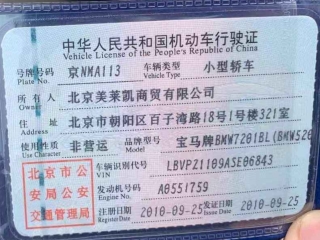 中华人民共和国机动车行驶证
Vehicle License of the People's Republic of China
号牌号码 京NMA113 车辆类型 小型轿车
Plate No. Vehicle Type
所有人 北京美莱凯商贸有限公司
Owner
住址 北京市朝阳区百子湾路18号1号楼321室
Address
使用性质 非营运 品牌型号 宝马牌BMW7201BL(BMW520
Use Character Model
北京市公 车辆识别代号 LBVP21109ASE06843
VIN
安局公安 发动机号码 A0551759
Engine No.
交通管理局 注册日期 2010-09-25 发证日期 2010-09-25
Register Date Issue Date